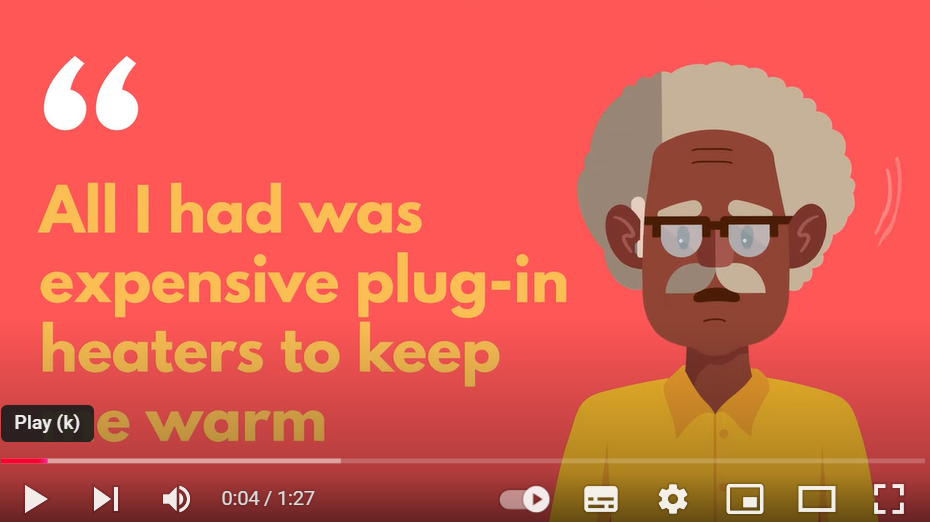 “
All I had was
expensive plug-in
heaters to keep
e warm
Play (k)
0:04 / 1:27